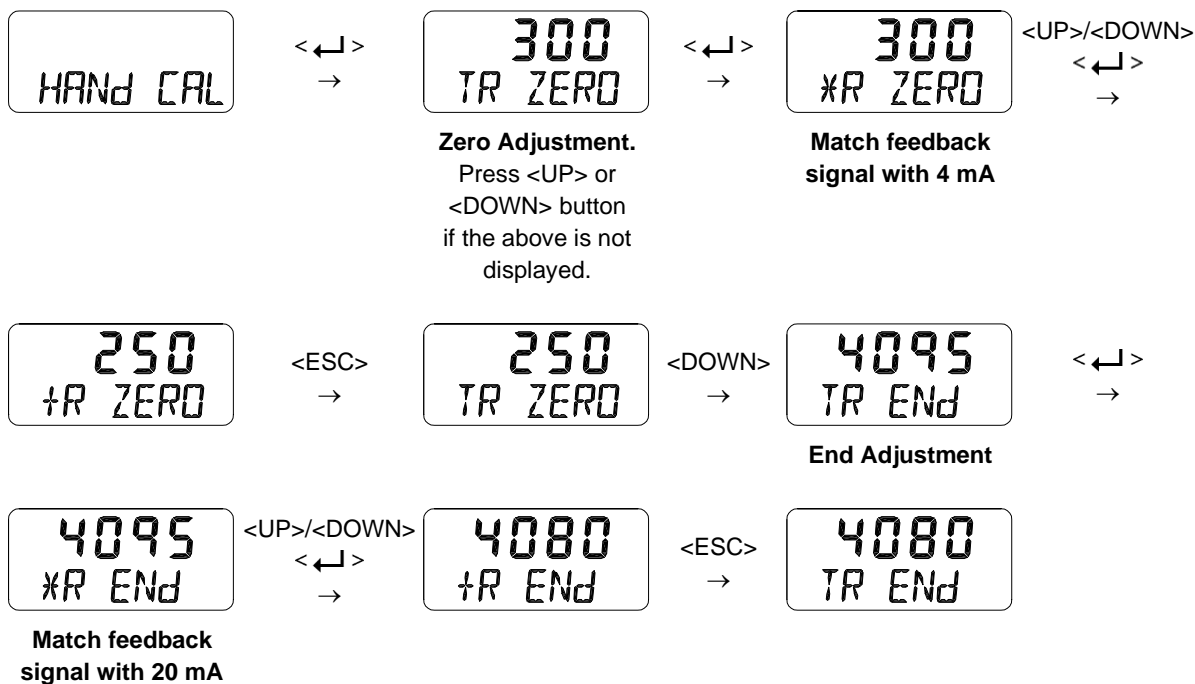 HANd CAL
< ↵ >
→
300
TR ZERO
Zero Adjustment.
Press <UP> or
<DOWN> button
if the above is not
displayed.
< ↵ >
→
300
*R ZERO
Match feedback
signal with 4 mA
<UP>/<DOWN>
< ↵ >
→
250
+R ZERO
<ESC>
→
250
TR ZERO
<DOWN>
→
4095
TR ENd
End Adjustment
< ↵ >
→
4095
*R ENd
Match feedback
signal with 20 mA
<UP>/<DOWN>
< ↵ >
→
4080
+R ENd
<ESC>
→
4080
TR ENd